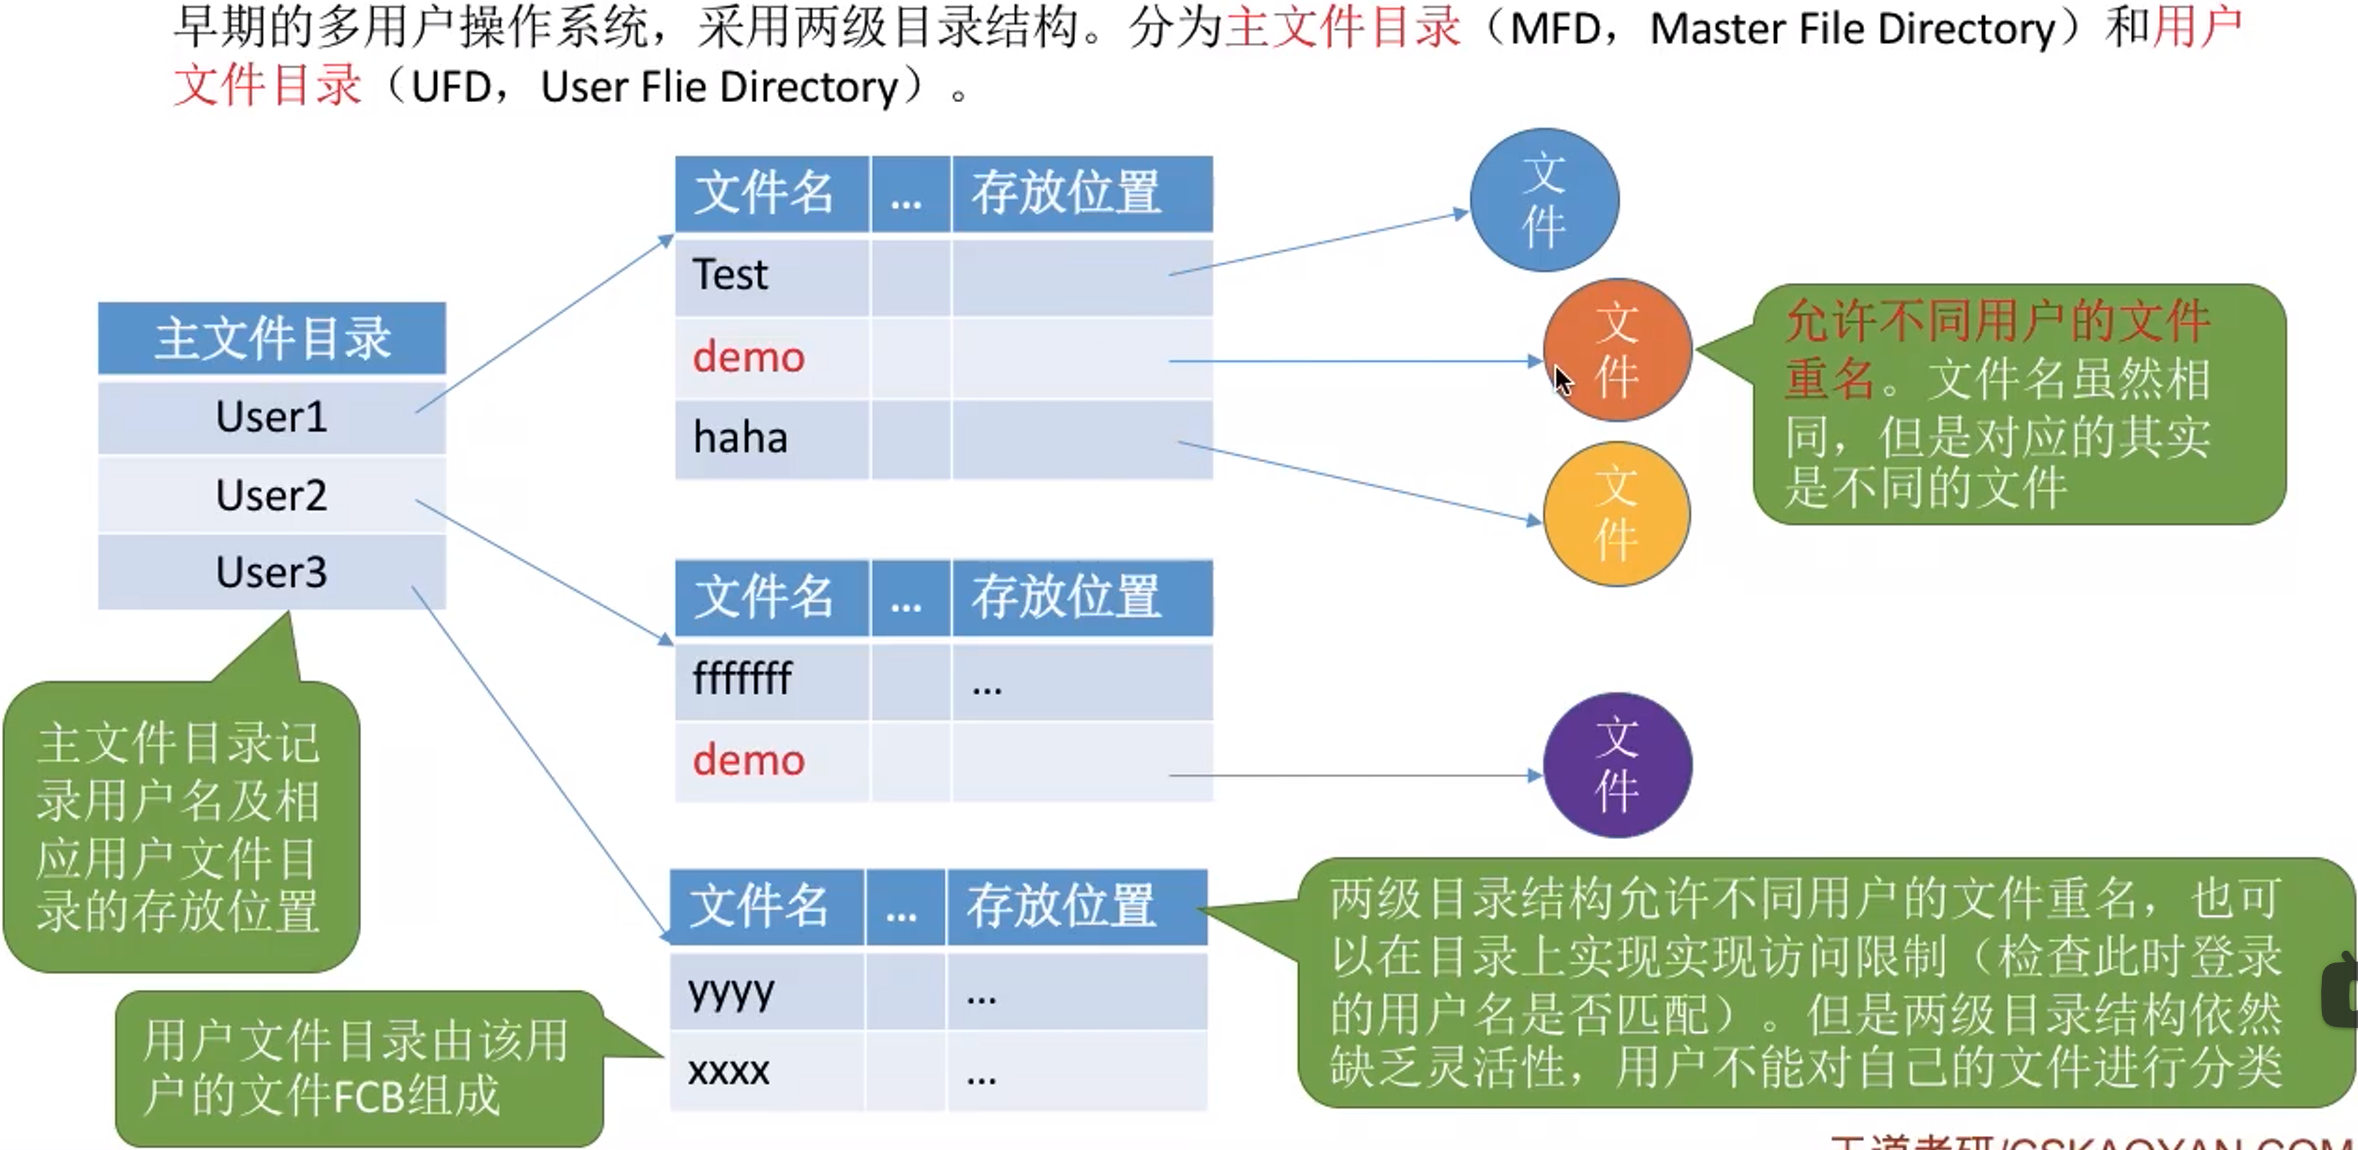 早期的多用户操作系统，采用两级目录结构。分为主文件目录（MFD，Master File Directory）和用户
文件目录（UFD，User Flie Directory）。
主文件目录
User1
User2
User3
文件名 ... 存放位置
Test
demo
haha
文
件
文
件
文
件
允许不同用户的文件
重名。文件名虽然相
同，但是对应的其实
是不同的文件
文件名 ... 存放位置
fffffff ...
demo
文
件
主文件目录记
录用户名及相
应用户文件目
录的存放位置
文件名 ... 存放位置
yyyy ...
xxxx ...
用户文件目录由该用
户的文件FCB组成
两级目录结构允许不同用户的文件重名，也可
以在目录上实现实现访问限制（检查此时登录
的用户名是否匹配）。但是两级目录结构依然
缺乏灵活性，用户不能对自己的文件进行分类
王道考研/CSKAOYAN.COM